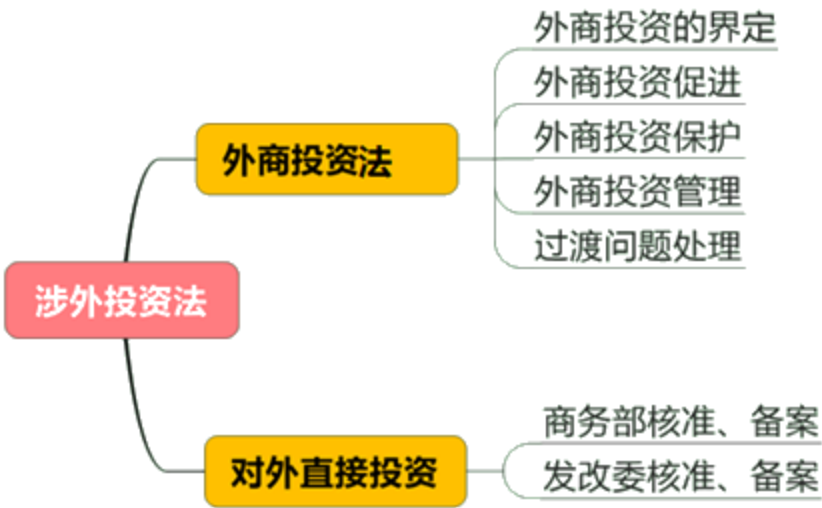 外商投资的界定
外商投资促进
外商投资法
外商投资保护
外商投资管理
过渡问题处理
涉外投资法
商务部核准、备案
对外直接投资
发改委核准、备案